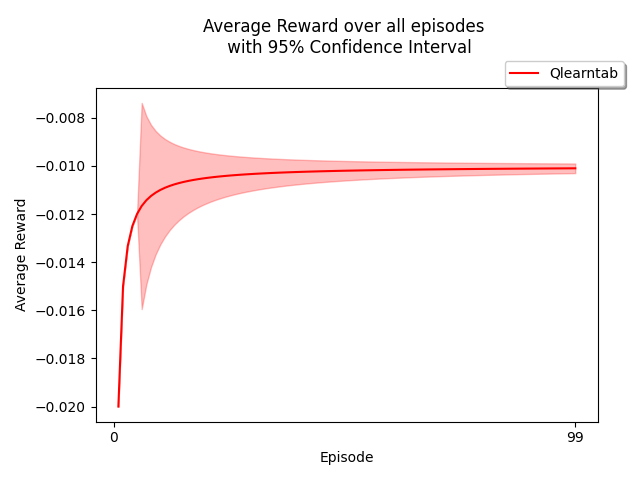 Average Reward over all episodes
with 95% Confidence Interval
Qlearntab
−0.008
−0.010
−0.012
−0.014
−0.016
−0.018
−0.020
Average Reward
0
99
Episode